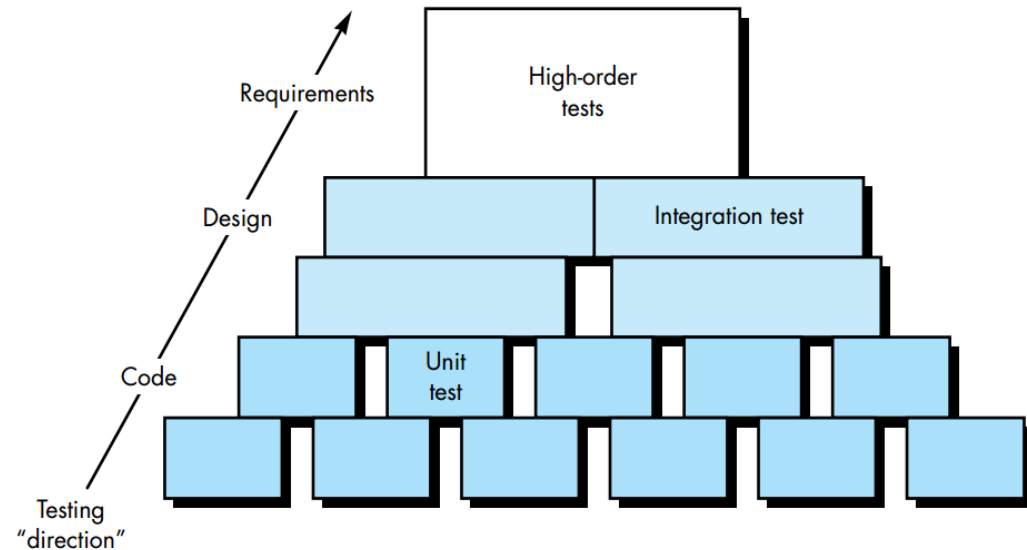 High-order
tests
Requirements
Design
Integration test
Code
Unit
test
Testing
“direction”